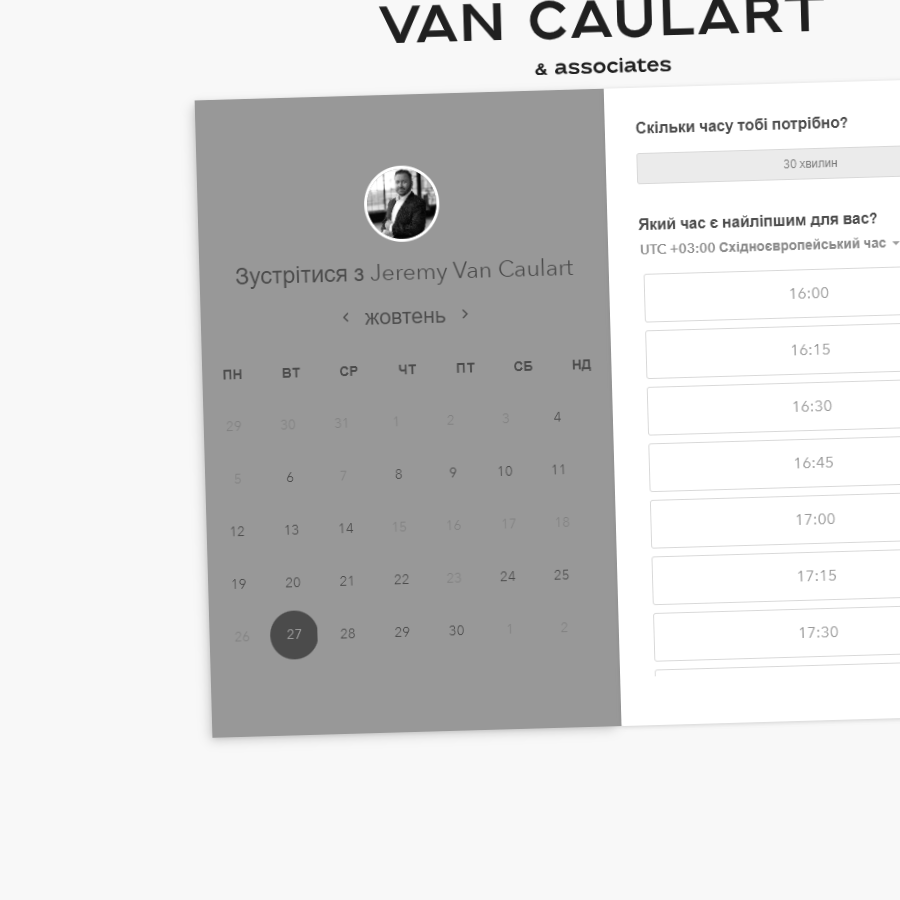 VAN CAULART
& associates
Зустрітися з Jeremy Van Caulart
‹ жовтень ›
ПН ВТ СР ЧТ ПТ СБ НД
29 30 31 1 2 3 4
5 6 7 8 9 10 11
12 13 14 15 16 17 18
19 20 21 22 23 24 25
26 27 28 29 30 1 2
Скільки часу тобі потрібно?
30 хвилин
Який час є найліпшим для вас?
UTC +03:00 Східноєвропейський час
16:00
16:15
16:30
16:45
17:00
17:15
17:30